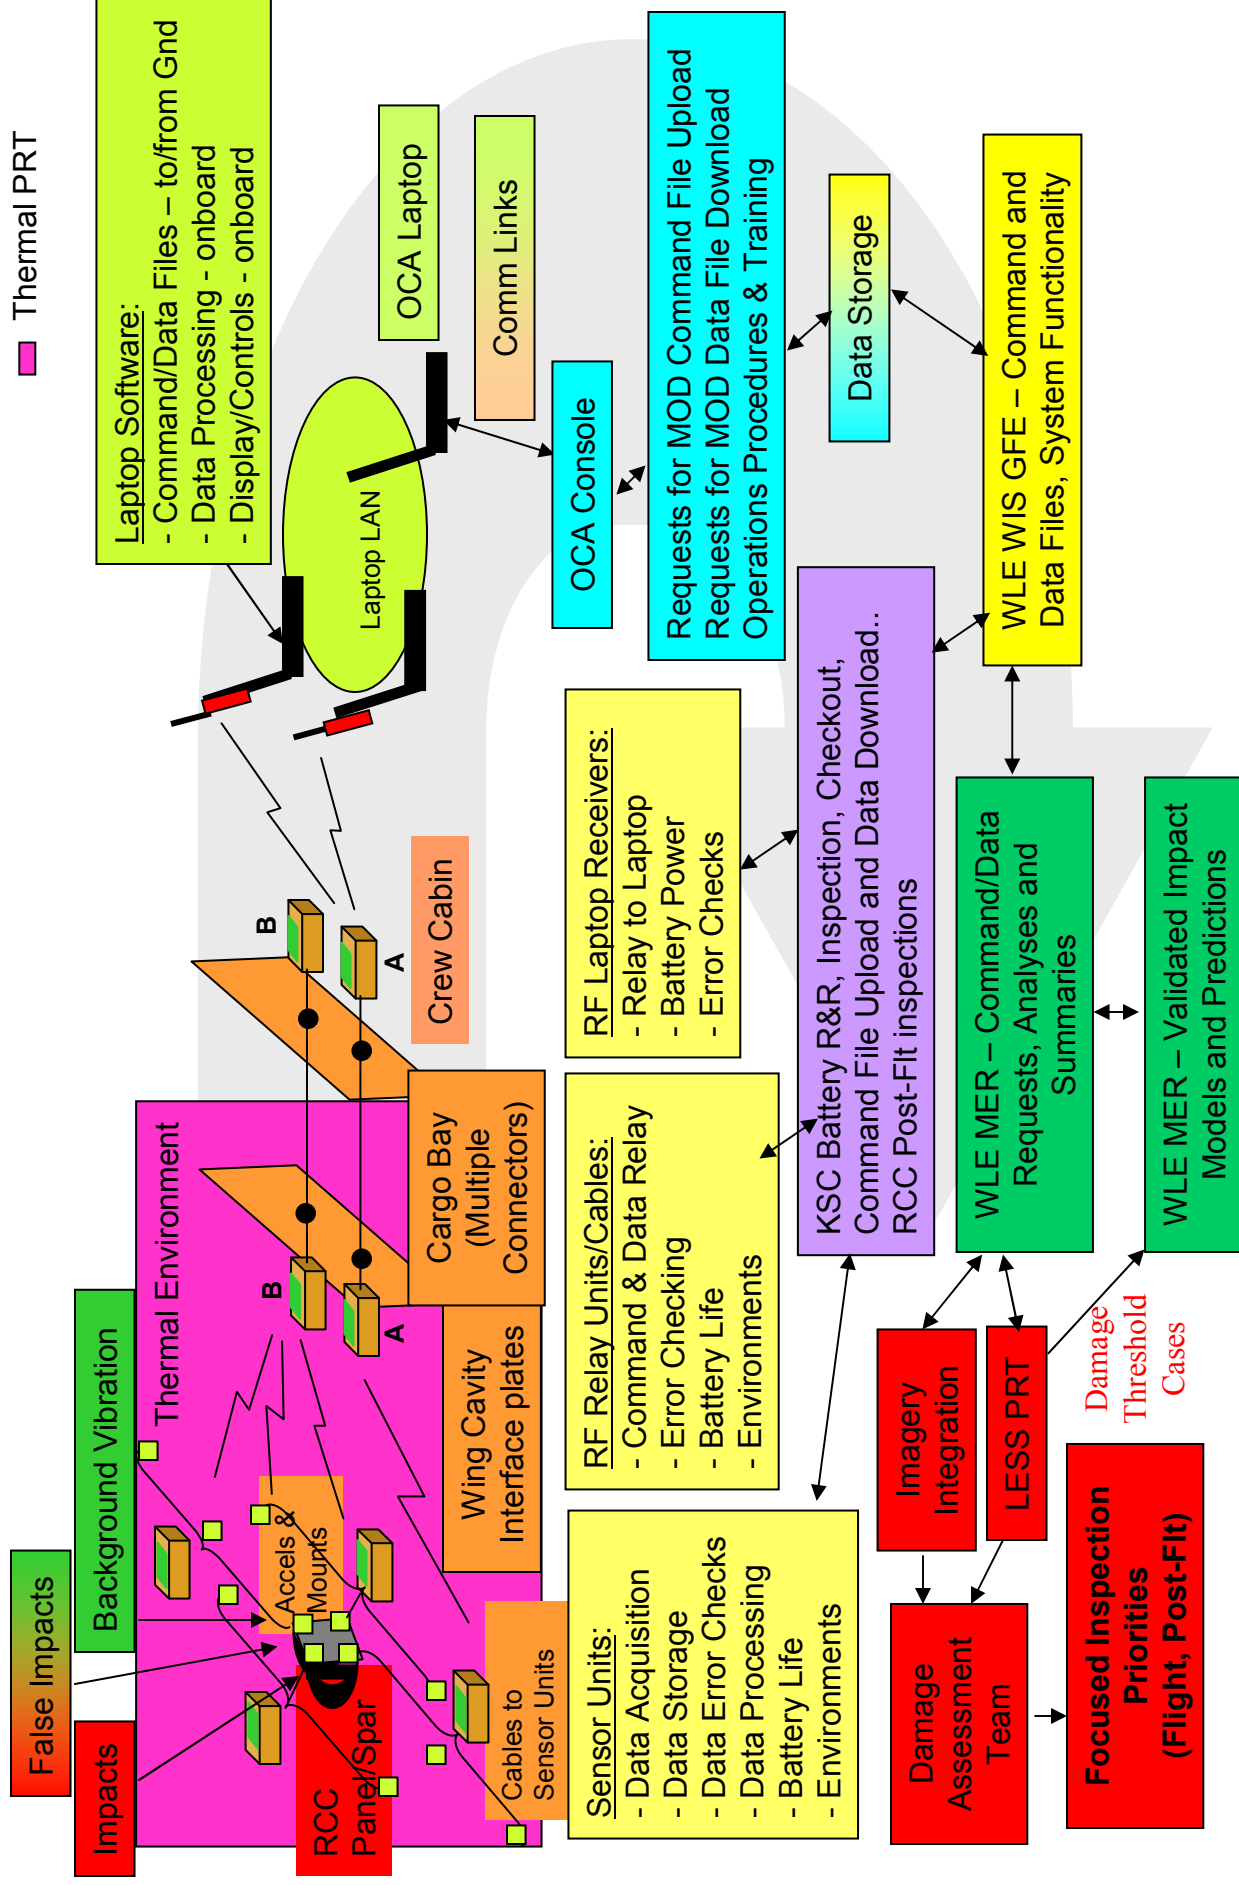 Thermal PRT
False Impacts
Impacts
Background Vibration
Thermal Environment
RCC
Panel/Spar
Accels &
Mounts
Cables to
Sensor Units
Wing Cavity
Interface plates
Cargo Bay
(Multiple
Connectors)
B
A
B
A
Crew Cabin
Laptop Software:
- Command/Data Files – to/from Gnd
- Data Processing - onboard
- Display/Controls - onboard
Laptop LAN
OCA Laptop
Comm Links
OCA Console
Requests for MOD Command File Upload
Requests for MOD Data File Download
Operations Procedures & Training
Data Storage
Sensor Units:
- Data Acquisition
- Data Storage
- Data Error Checks
- Data Processing
- Battery Life
- Environments
RF Relay Units/Cables:
- Command & Data Relay
- Error Checking
- Battery Life
- Environments
RF Laptop Receivers:
- Relay to Laptop
- Battery Power
- Error Checks
KSC Battery R&R, Inspection, Checkout,
Command File Upload and Data Download..
RCC Post-Flt inspections
WLE WIS GFE – Command and
Data Files, System Functionality
WLE MER – Command/Data
Requests, Analyses and
Summaries
WLE MER – Validated Impact
Models and Predictions
Imagery
Integration
LESS PRT
Damage
Threshold
Cases
Damage
Assessment
Team
Focused Inspection
Priorities
(Flight, Post-Flt)